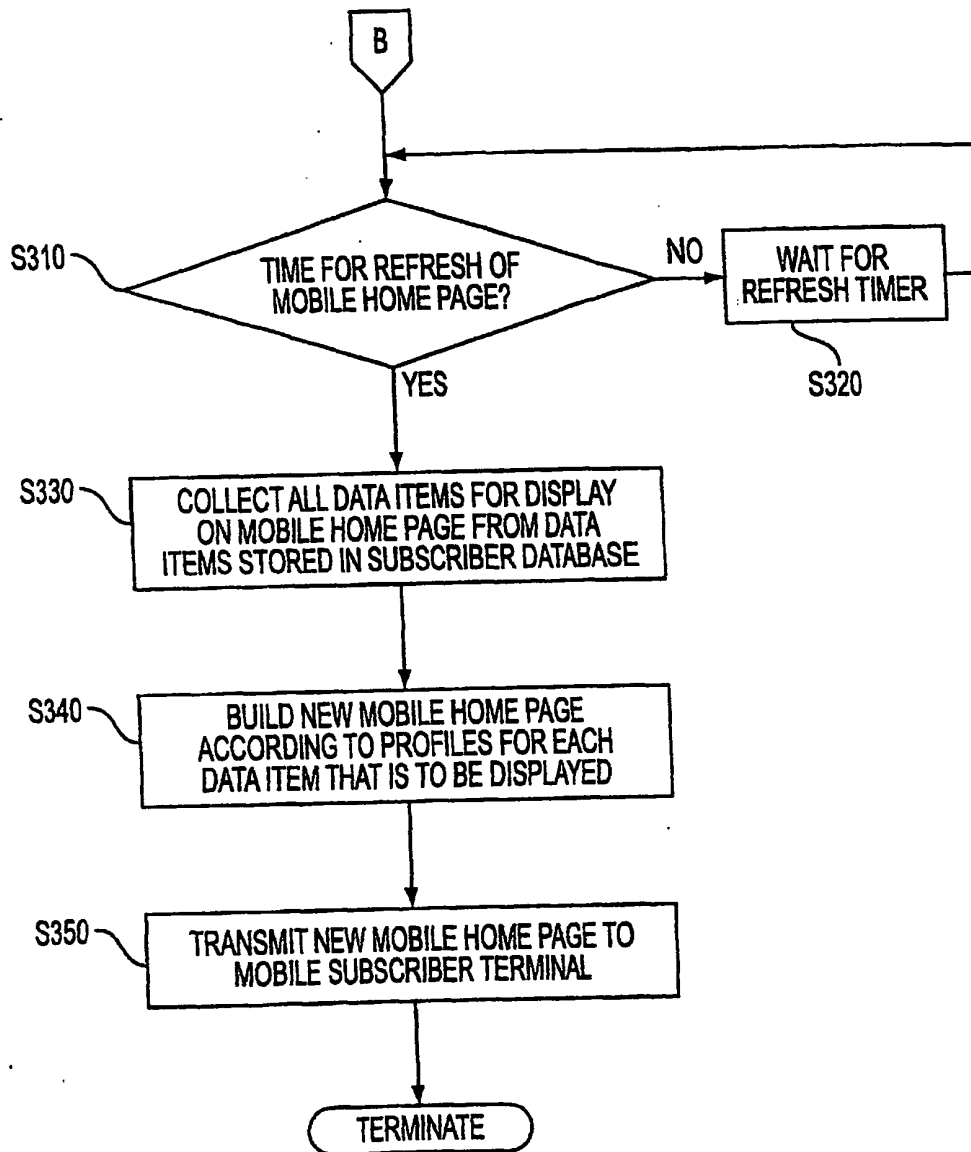 B
S310
TIME FOR REFRESH OF
MOBILE HOME PAGE?
NO
WAIT FOR
REFRESH TIMER
S320
YES
S330
COLLECT ALL DATA ITEMS FOR DISPLAY
ON MOBILE HOME PAGE FROM DATA
ITEMS STORED IN SUBSCRIBER DATABASE
S340
BUILD NEW MOBILE HOME PAGE
ACCORDING TO PROFILES FOR EACH
DATA ITEM THAT IS TO BE DISPLAYED
S350
TRANSMIT NEW MOBILE HOME PAGE TO
MOBILE SUBSCRIBER TERMINAL
TERMINATE